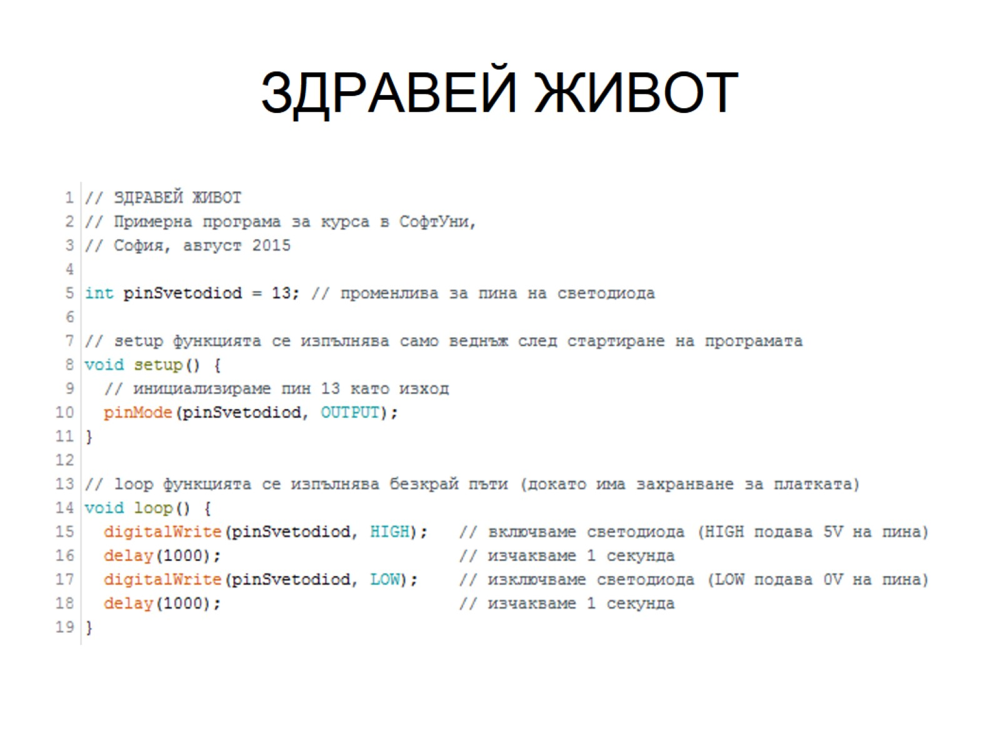 ЗДРАВЕЙ ЖИВОТ
1 // ЗДРАВЕЙ ЖИВОТ
2 // Примерна програма за курса в СофтУни,
3 // София, август 2015
4
5 int pinSvetodiod = 13; // променлива за пина на светодиода
6
7 // setup функцията се изпълнява само веднъж след стартиране на програмата
8 void setup() {
9   // инициализираме пин 13 като изход
10   pinMode(pinSvetodiod, OUTPUT);
11 }
12
13 // loop функцията се изпълнява безкрай пъти (докато има захранване за платката)
14 void loop() {
15   digitalWrite(pinSvetodiod, HIGH);   // включваме светодиода (HIGH подава 5V на пина)
16   delay(1000);                        // изчакваме 1 секунда
17   digitalWrite(pinSvetodiod, LOW);    // изключваме светодиода (LOW подава 0V на пина)
18   delay(1000);                        // изчакваме 1 секунда
19 }